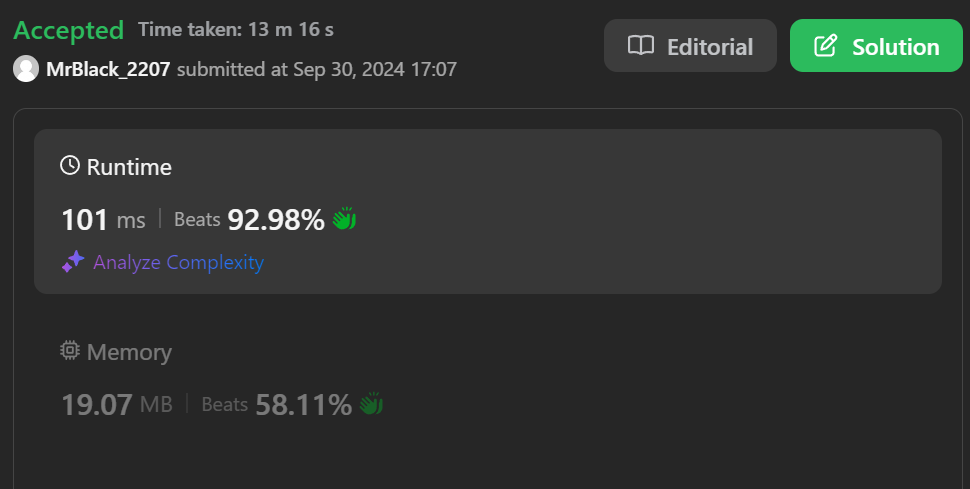 Accepted Time taken: 13 m 16 s
MrBlack_2207 submitted at Sep 30, 2024 17:07
Editorial
Solution
Runtime
101 ms | Beats 92.98%
Analyze Complexity
Memory
19.07 MB | Beats 58.11%